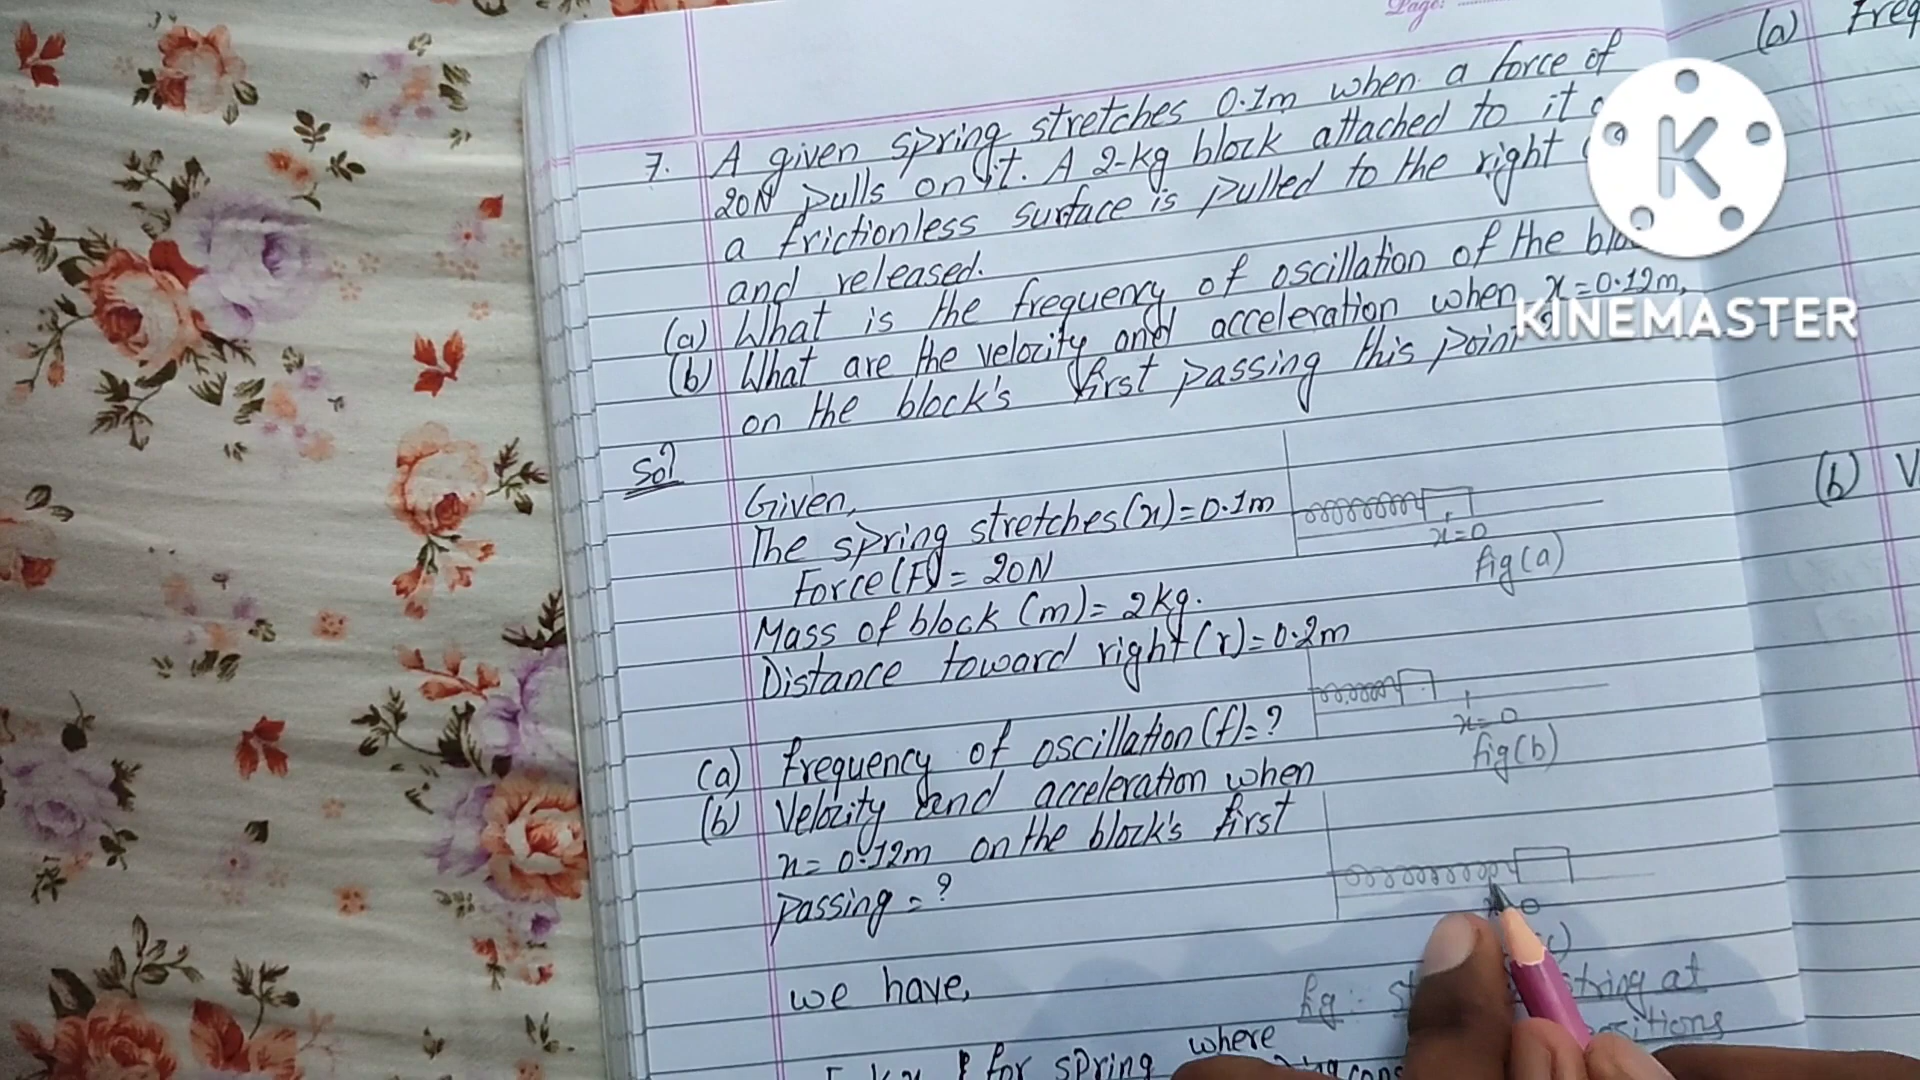 Page:
(a) Freq
7. A given spring stretches 0.1m when a force of
20N pulls on it. A 2-kg block attached to it
a frictionless surface is pulled to the right
and released.
(a) What is the frequency of oscillation of the
(b) What are the velocity and acceleration when x=0.12m,
on the block's first passing this point
KINEMASTER
Sol
Given,
The spring stretches(x)=0.1m
x=0
fig(a)
Force(F)= 20N
Mass of block (m)= 2kg.
Distance toward right(r)=0.2m
x=0
fig(b)
(a) frequency of oscillation(f)=?
(b) Velocity and acceleration when
x= 0.12m on the block's first
passing = ?
(b) V
we have,
fig:- string at
for spring where